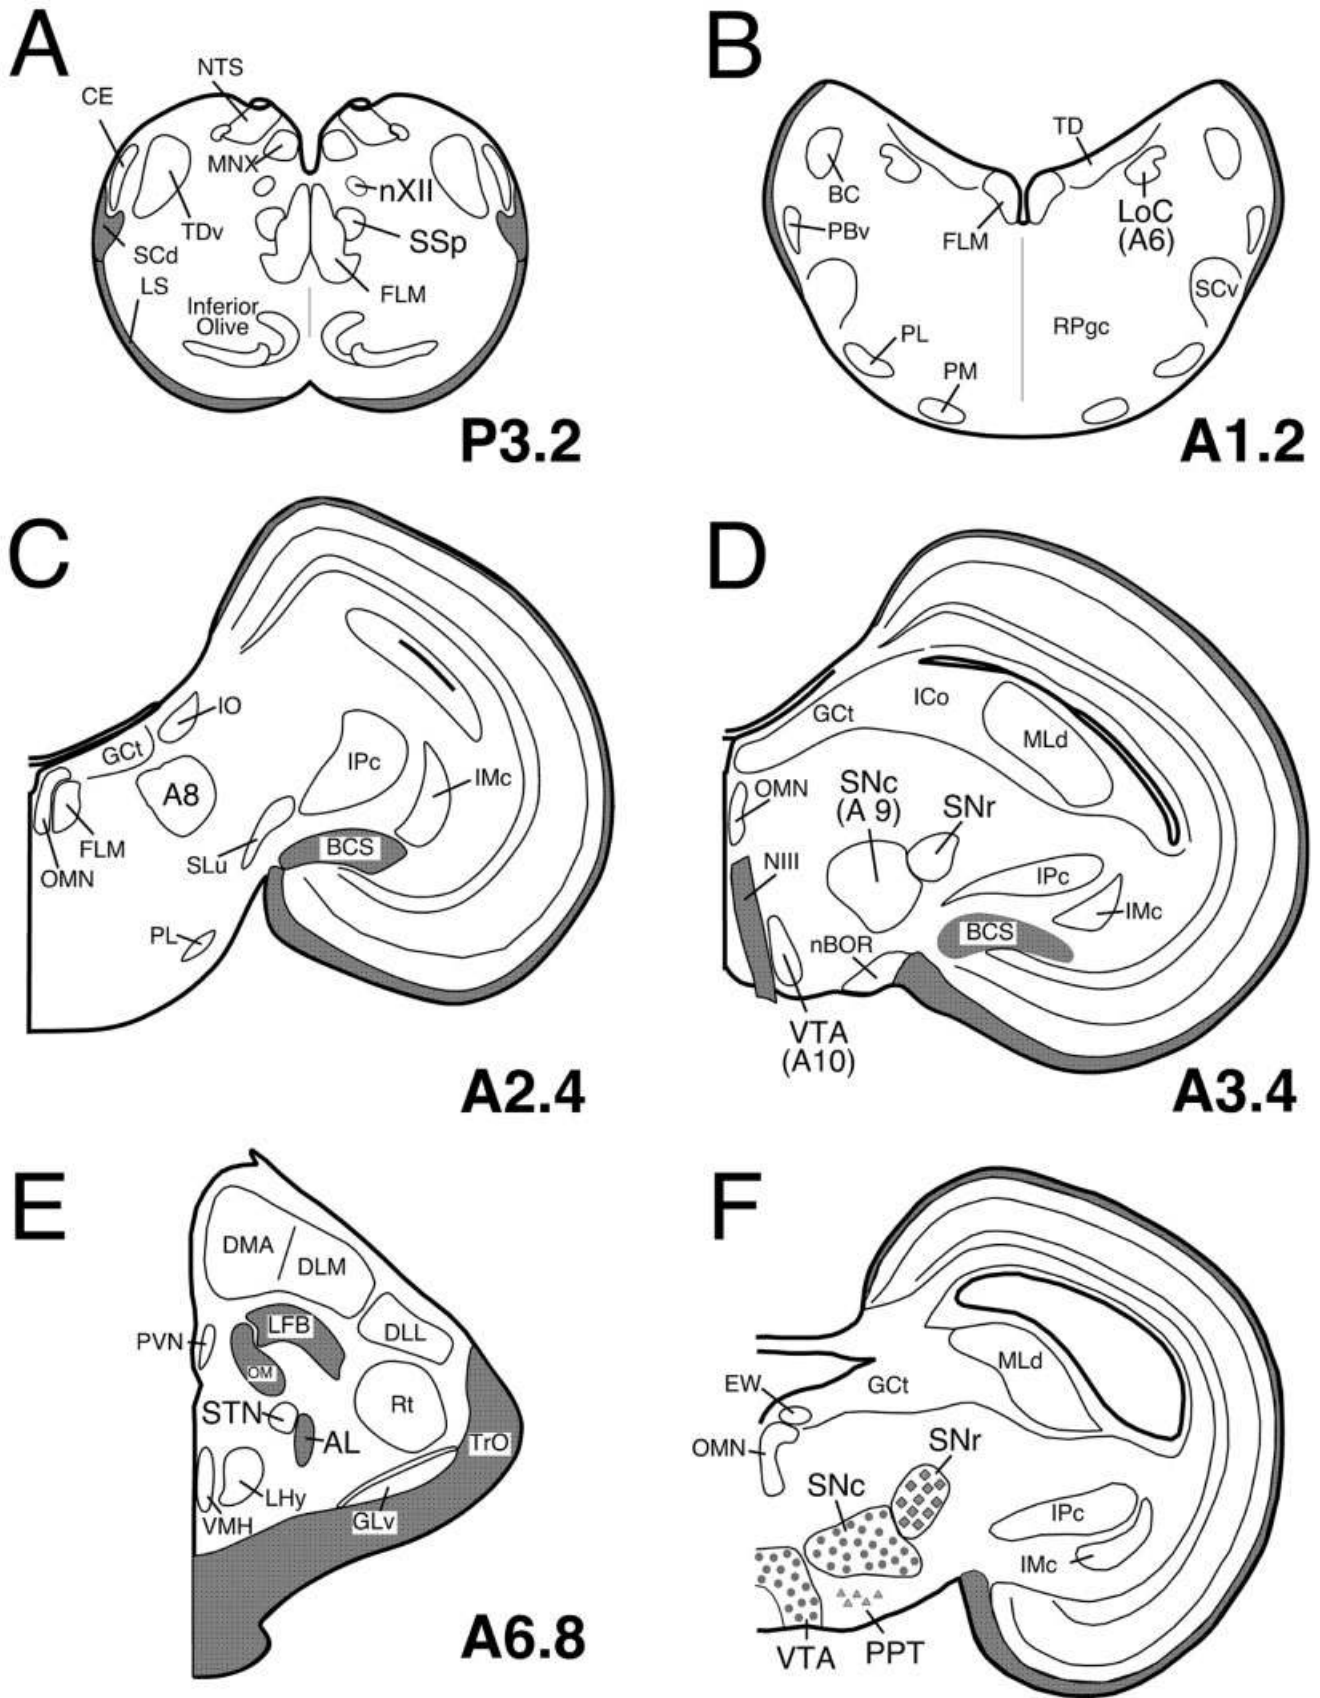 A
NTS
CE
MNX
nXII
TDv
SSp
SCd
LS
FLM
Inferior
Olive
P3.2
B
TD
BC
LoC
(A6)
PBv
FLM
SCv
RPgc
PL
PM
A1.2
C
IO
GCt
IPc
IMc
A8
FLM
BCS
SLu
OMN
PL
A2.4
D
ICo
GCt
MLd
OMN
SNc
(A 9)
SNr
NIII
IPc
IMc
BCS
nBOR
VTA
(A10)
A3.4
E
DMA
DLM
LFB
DLL
PVN
OM
Rt
STN
AL
TrO
LHy
VMH
GLv
A6.8
F
MLd
EW
GCt
OMN
SNr
SNc
IPc
IMc
VTA
PPT